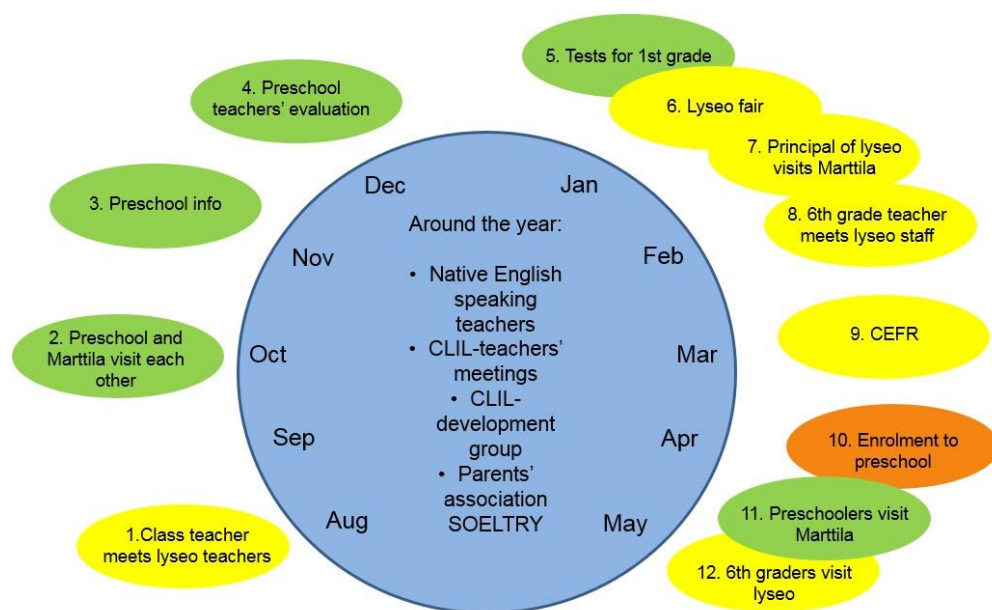 5. Tests for 1st grade
4. Preschool
teachers’ evaluation
6. Lyseo fair
7. Principal of lyseo
visits Marttila
Dec
Jan
3. Preschool info
8. 6th grade teacher
meets lyseo staff
Around the year:
Nov
Feb
• Native English
speaking
teachers
• CLIL-teachers’
meetings
• CLIL-
development
group
• Parents’
association
SOELTRY
2. Preschool and
Marttila visit each
other
Oct
Mar
9. CEFR
Sep
Apr
10. Enrolment to
preschool
Aug
May
11. Preschoolers visit
Marttila
1.Class teacher
meets lyseo teachers
12. 6th graders visit
lyseo